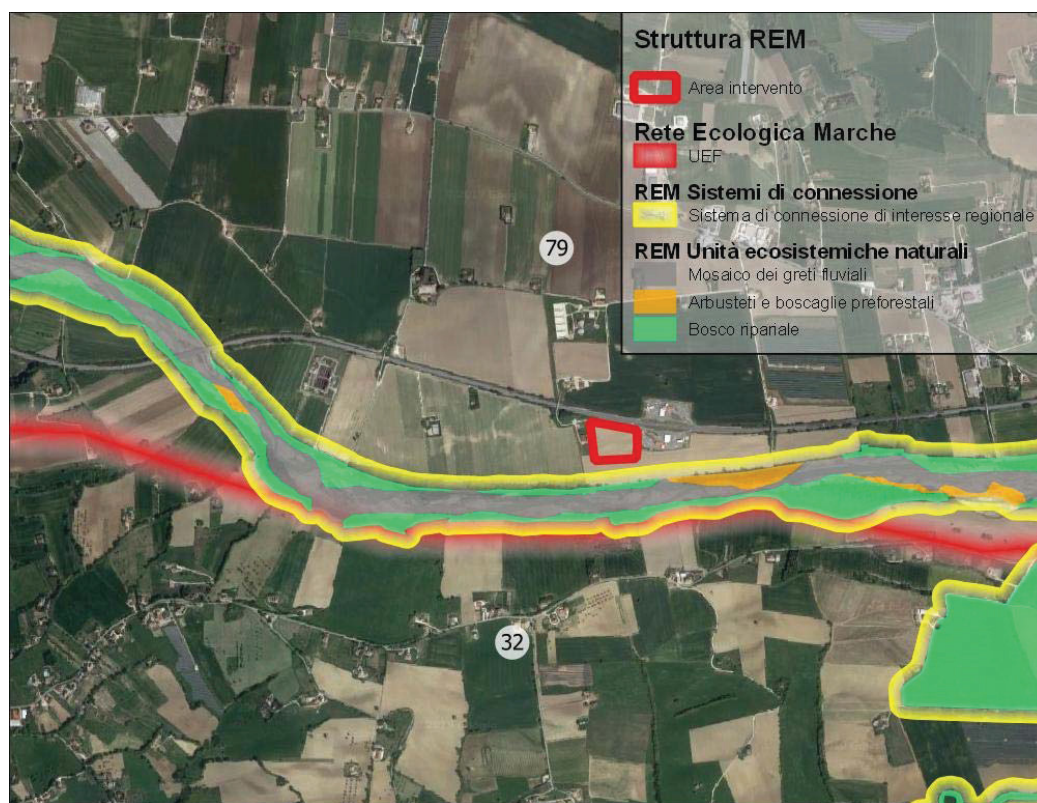 Struttura REM
Area intervento
Rete Ecologica Marche
UEF
REM Sistemi di connessione
Sistema di connessione di interesse regionale
REM Unità ecosistemiche naturali
Mosaico dei greti fluviali
Arbusteti e boscaglie preforestali
Bosco ripariale
79
32